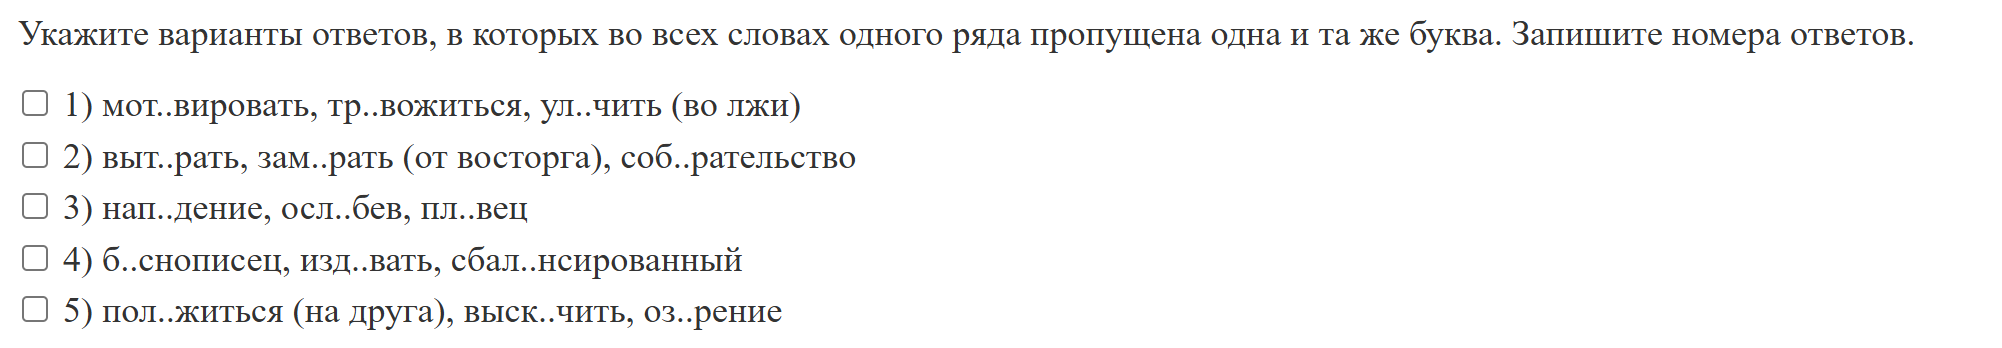 Укажите варианты ответов, в которых во всех словах одного ряда пропущена одна и та же буква. Запишите номера ответов.
1) мот..вировать, тр..вожиться, ул..чить (во лжи)
2) выт..рать, зам..рать (от восторга), соб..рательство
3) нап..дение, осл..бев, пл..вец
4) б..снописец, изд..вать, сбал..нсированный
5) пол..житься (на друга), выск..чить, оз..рение